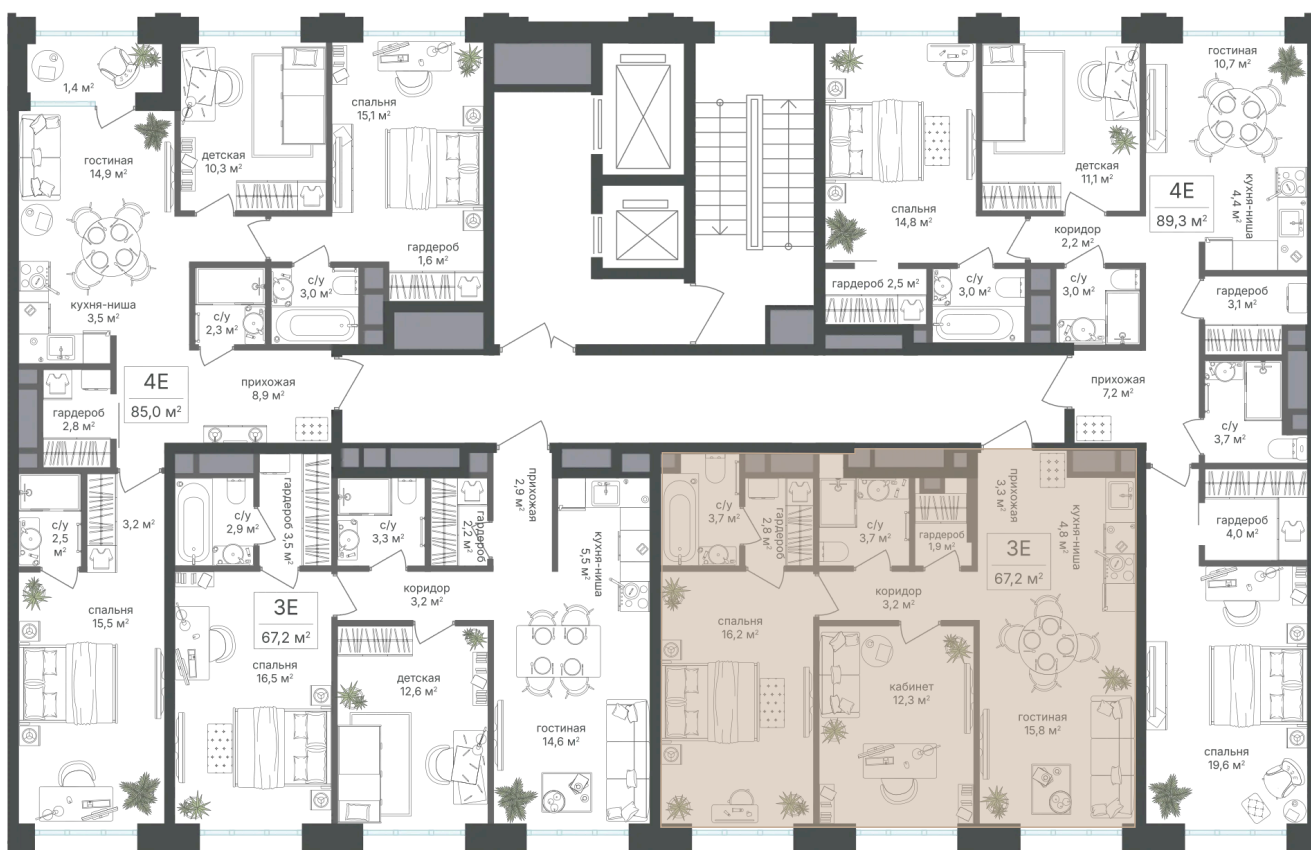 1,4 м²
гостиная
14,9 м²
детская
10,3 м²
спальня
15,1 м²
гардероб
1,6 м²
с/у
3,0 м²
с/у
2,3 м²
кухня-ниша
3,5 м²
4Е
85,0 м²
прихожая
8,9 м²
гардероб
2,8 м²
3,2 м²
с/у
2,5
м²
спальня
15,5 м²
спальня
14,8 м²
гардероб 2,5 м²
с/у
3,0 м²
детская
11,1 м²
коридор
2,2 м²
с/у
3,0 м²
гостиная
10,7 м²
кухня-ниша
4,4 м²
4Е
89,3 м²
гардероб
3,1 м²
прихожая
7,2 м²
с/у
3,7 м²
гардероб
4,0 м²
спальня
19,6 м²
с/у
2,9 м²
гардероб 3,5 м²
3Е
67,2 м²
спальня
16,5 м²
с/у
3,3 м²
гардероб
2,2 м²
прихожая
2,9 м²
кухня-ниша
5,5 м²
коридор
3,2 м²
детская
12,6 м²
гостиная
14,6 м²
с/у
3,7 м²
гардероб
2,8 м²
с/у
3,7 м²
гардероб
1,9 м²
прихожая
3,3 м²
кухня-ниша
4,8 м²
3Е
67,2 м²
коридор
3,2 м²
спальня
16,2 м²
кабинет
12,3 м²
гостиная
15,8 м²